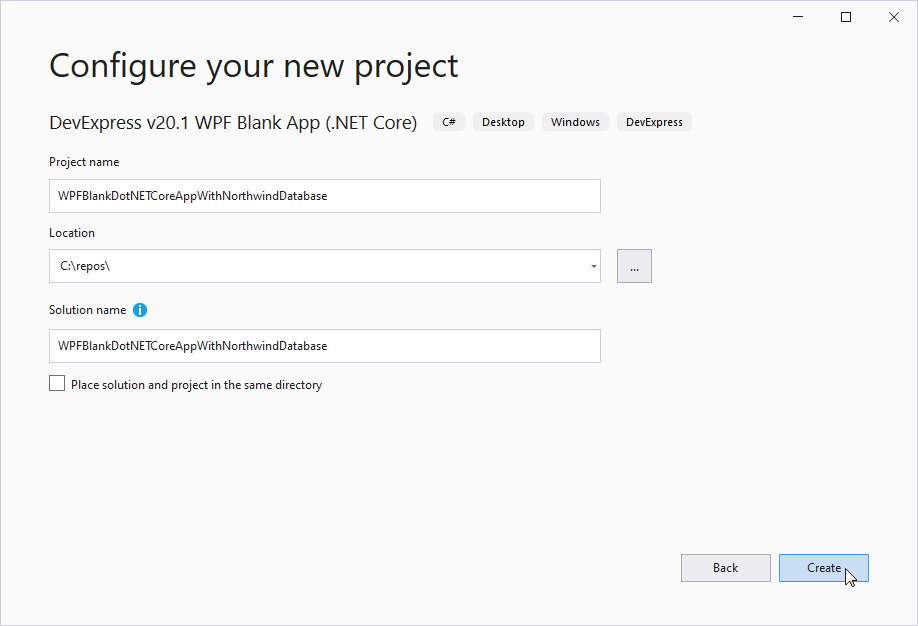 Configure your new project
DevExpress v20.1 WPF Blank App (.NET Core) C# Desktop Windows DevExpress
Project name
WPFBlankDotNETCoreAppWithNorthwindDatabase
Location
C:\repos\
...
Solution name
WPFBlankDotNETCoreAppWithNorthwindDatabase
Place solution and project in the same directory
Back Create